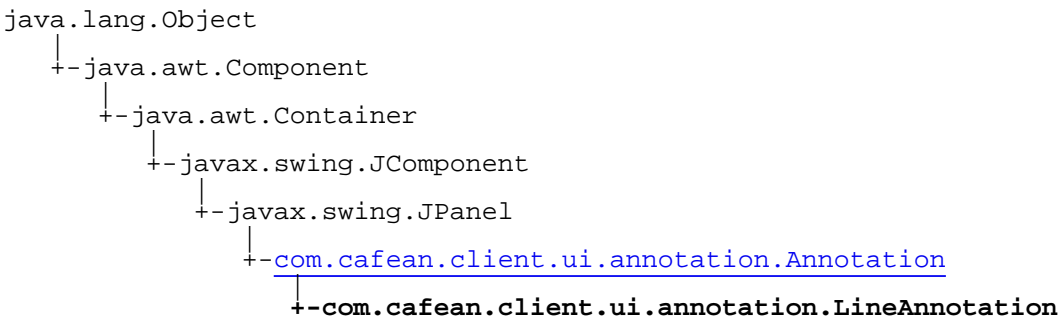 java.lang.Object
+-java.awt.Component
+-java.awt.Container
+-javax.swing.JComponent
+-javax.swing.JPanel
+-com.cafean.client.ui.annotation.Annotation
+-com.cafean.client.ui.annotation.LineAnnotation